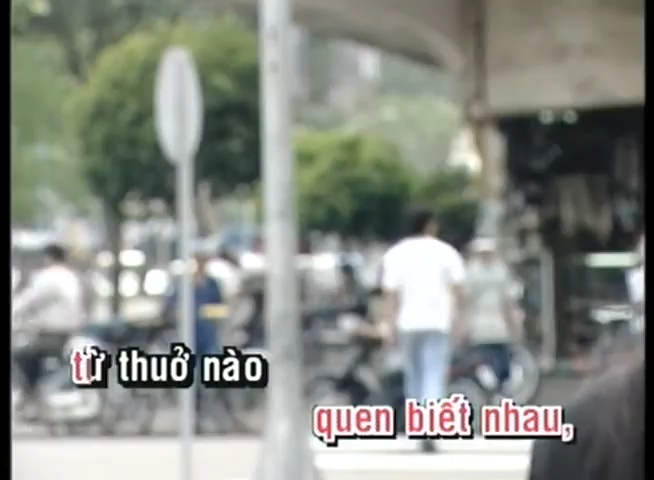 từ thuở nào
quen biết nhau,